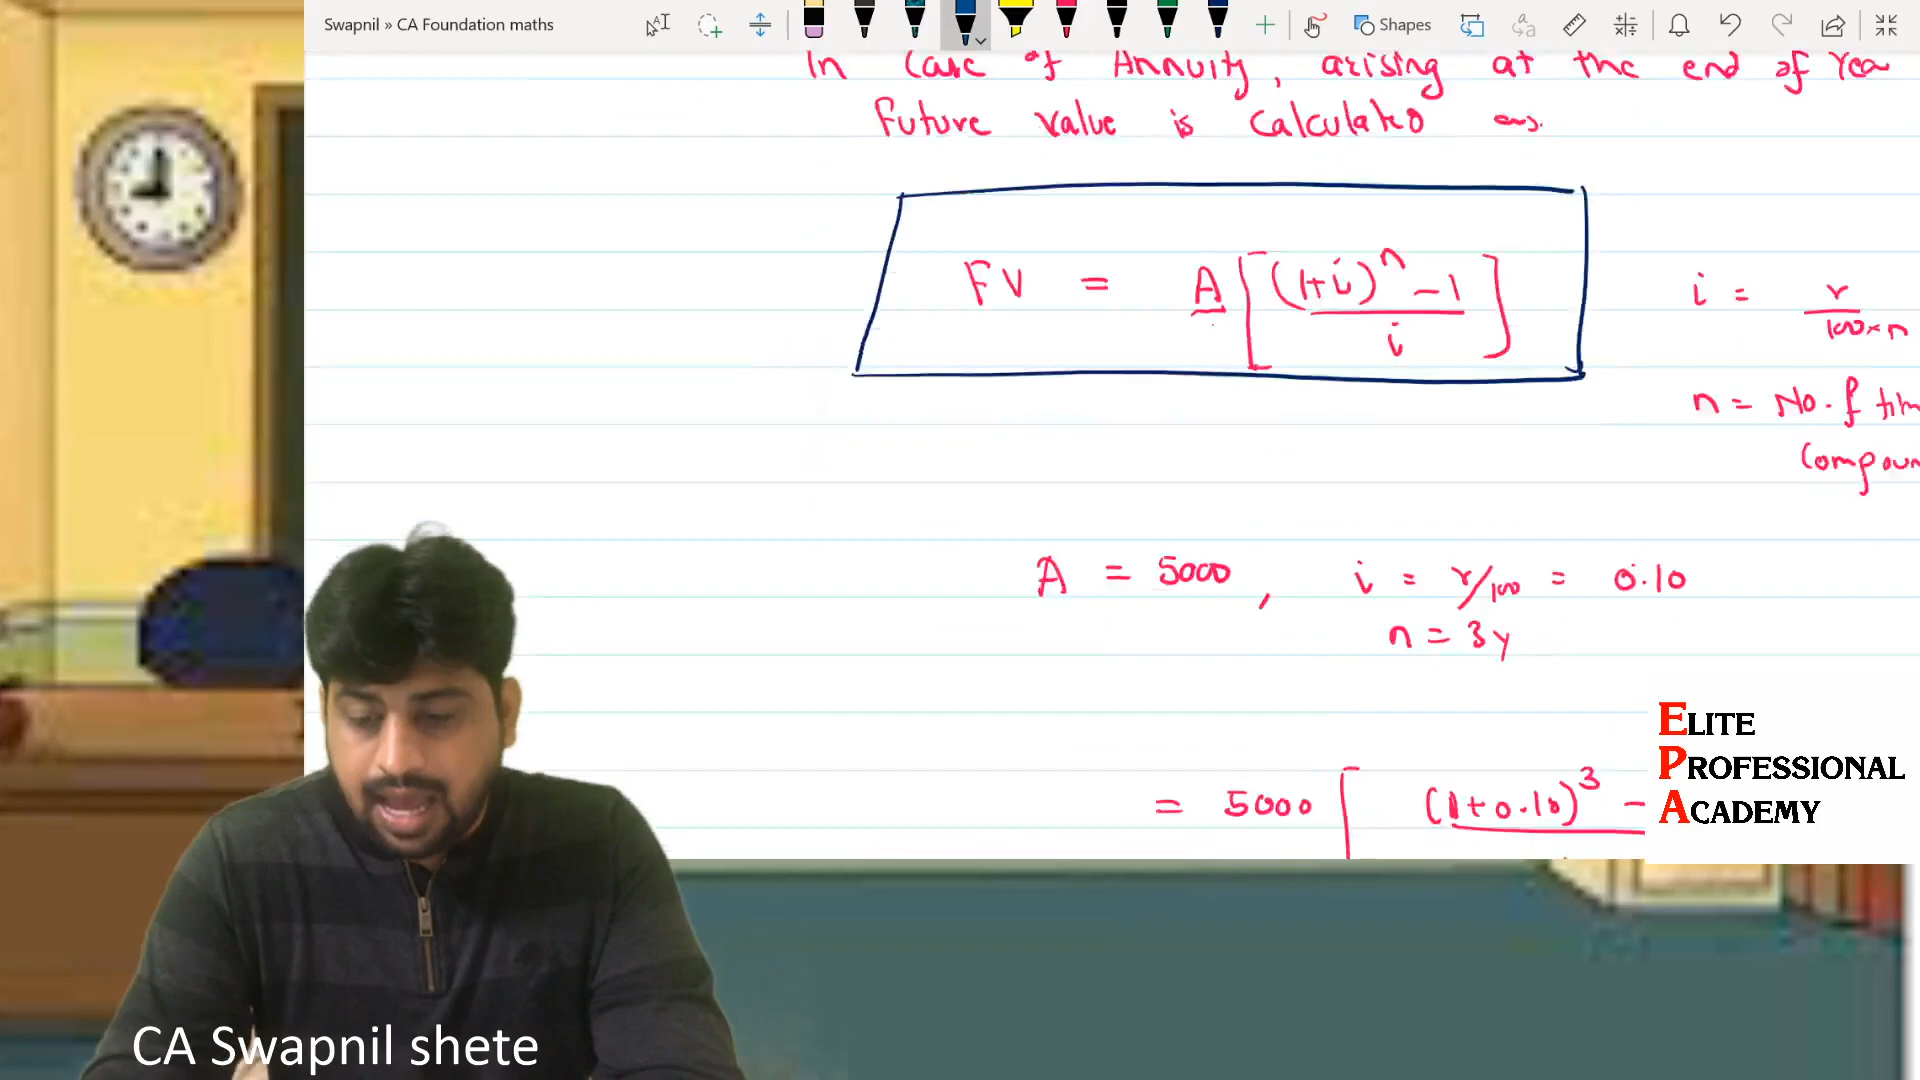 Swapnil » CA Foundation maths
Shapes
In Case of Annuity, arising at the end of Yea
future value is calculated as.
FV = A [ (1+i)^n - 1 / i ]
i = r / 100×n
n = No. of tim
Compoun
A = 5000, i = r/100 = 0.10
n = 3y
= 5000 [ (1+0.10)^3 -
ELITE
PROFESSIONAL
ACADEMY
CA Swapnil shete